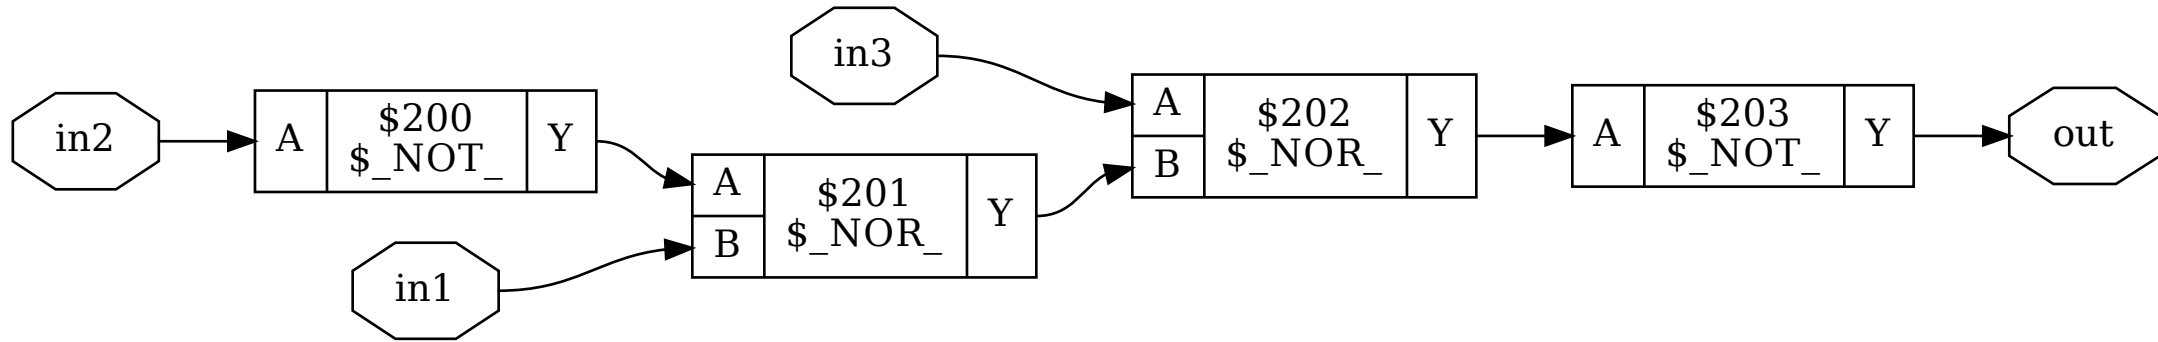 in2
A
$200
$_NOT_
Y
in1
A
B
$201
$_NOR_
Y
in3
A
B
$202
$_NOR_
Y
A
$203
$_NOT_
Y
out